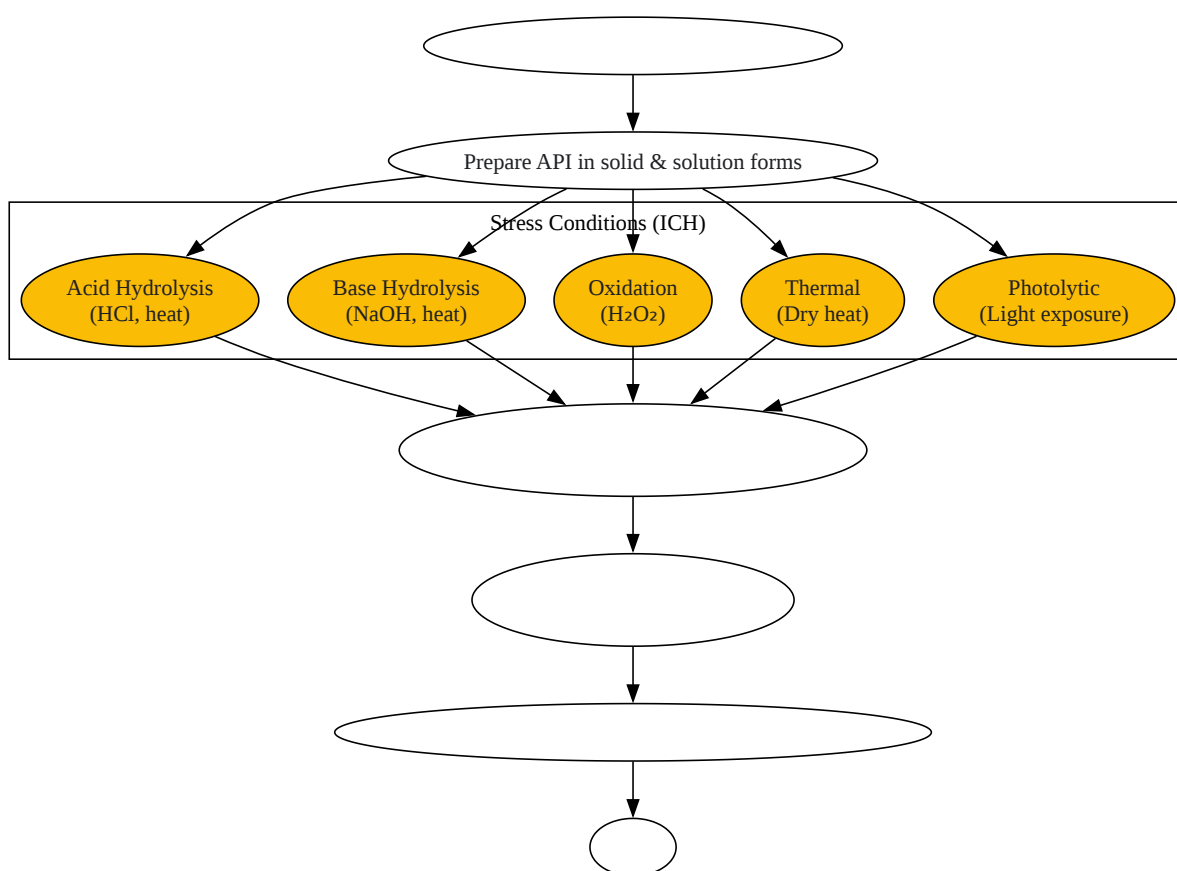 Prepare API in solid & solution forms
Stress Conditions (ICH)
Acid Hydrolysis
(HCl, heat)
Base Hydrolysis
(NaOH, heat)
Oxidation
(H₂O₂)
Thermal
(Dry heat)
Photolytic
(Light exposure)